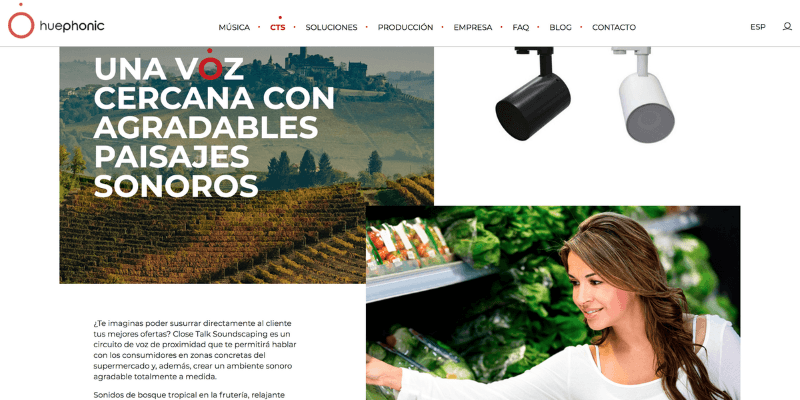 huephonic
MÚSICA • CTS • SOLUCIONES • PRODUCCIÓN • EMPRESA • FAQ • BLOG • CONTACTO
ESP
UNA VOZ
CERCANA CON
AGRADABLES
PAISAJES
SONOROS
¿Te imaginas poder susurrar directamente al cliente
tus mejores ofertas? Close Talk Soundscaping es un
circuito de voz de proximidad que te permitirá hablar
con los consumidores en zonas concretas del
supermercado y, además, crear un ambiente sonoro
agradable totalmente a medida.
Sonidos de bosque tropical en la frutería, relajante